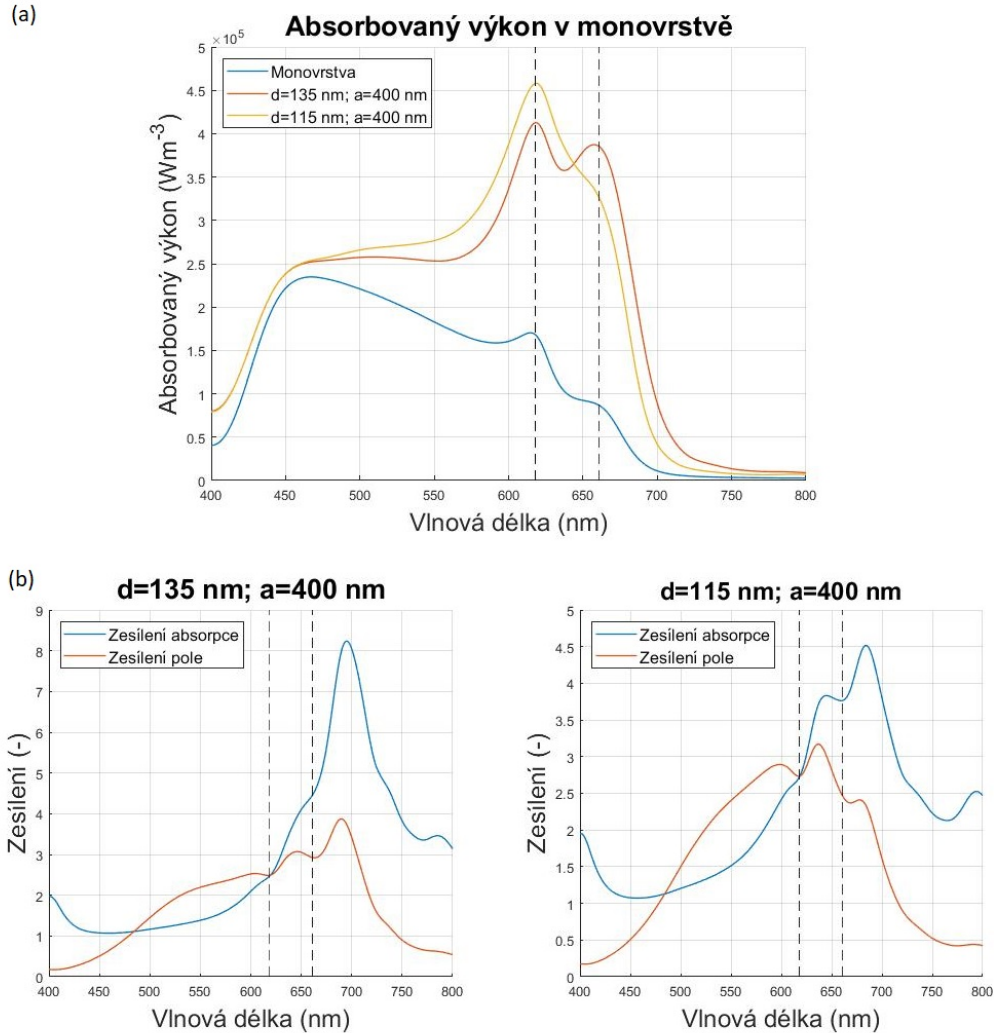 (a)
Absorbovaný výkon v monovrstvě
×10⁵
5
4.5
4
3.5
3
2.5
2
1.5
1
0.5
0
Absorbovaný výkon (Wm⁻³)
Monovrstva
d=135 nm; a=400 nm
d=115 nm; a=400 nm
400 450 500 550 600 650 700 750 800
Vlnová délka (nm)
(b)
d=135 nm; a=400 nm
9
8
7
6
5
4
3
2
1
0
Zesílení (-)
Zesílení absorpce
Zesílení pole
400 450 500 550 600 650 700 750 800
Vlnová délka (nm)
d=115 nm; a=400 nm
5
4.5
4
3.5
3
2.5
2
1.5
1
0.5
0
Zesílení (-)
Zesílení absorpce
Zesílení pole
400 450 500 550 600 650 700 750 800
Vlnová délka (nm)